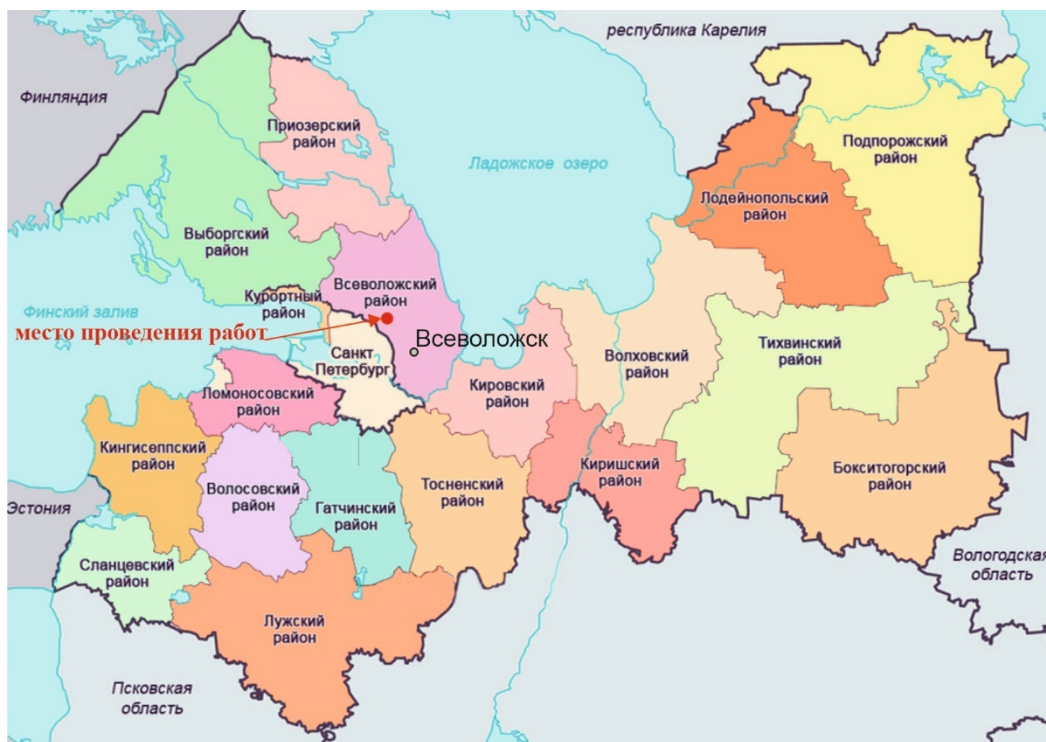 республика Карелия
Финляндия
Приозерский
район
Ладожское озеро
Подпорожский
район
Лодейнопольский
район
Выборгский
район
Всеволожский
район
Курортный
район
Финский залив
место проведения работ
Всеволожск
Санкт
Петербург
Волховский
район
Тихвинский
район
Кировский
район
Ломоносовский
район
Кингисеппский
район
Волосовский
район
Гатчинский
район
Тосненский
район
Киришский
район
Бокситогорский
район
Эстония
Сланцевский
район
Вологодская
область
Лужский
район
Псковская
область